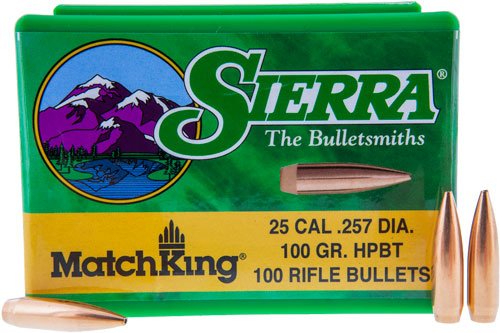 SIERRA®
The Bulletsmiths
25 CAL .257 DIA.
100 GR. HPBT
MatchKing®
100 RIFLE BULLETS